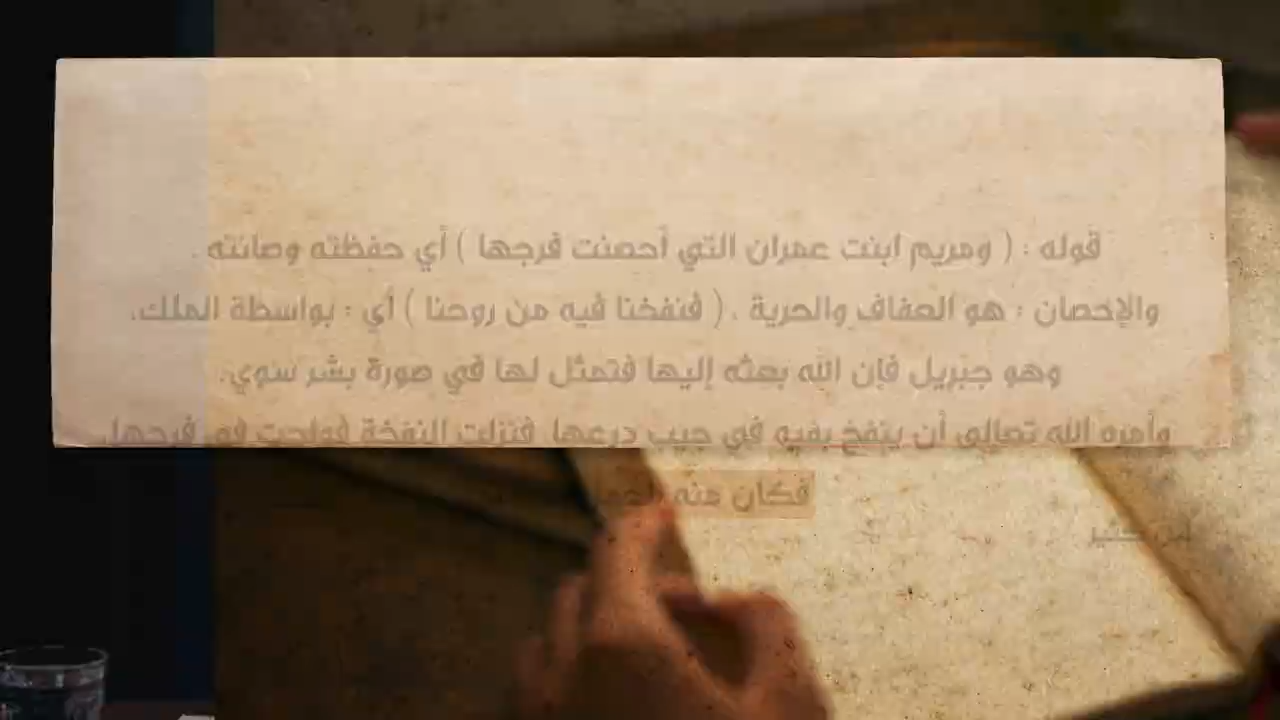 قوله : ( ومريم ابنت عمران التي أحصنت فرجها ) أي حفظته وصانته .
والإحصان : هو العفاف والحرية . ( فنفخنا فيه من روحنا ) أي : بواسطة الملك.
وهو جبريل فإن الله بعثه إليها فتمثل لها في صورة بشر سوي.
وأمره الله تعالى أن ينفخ بفيه في جيب درعها فنزلت النفخة فولجت في فرجها.
فكان منه
كثير